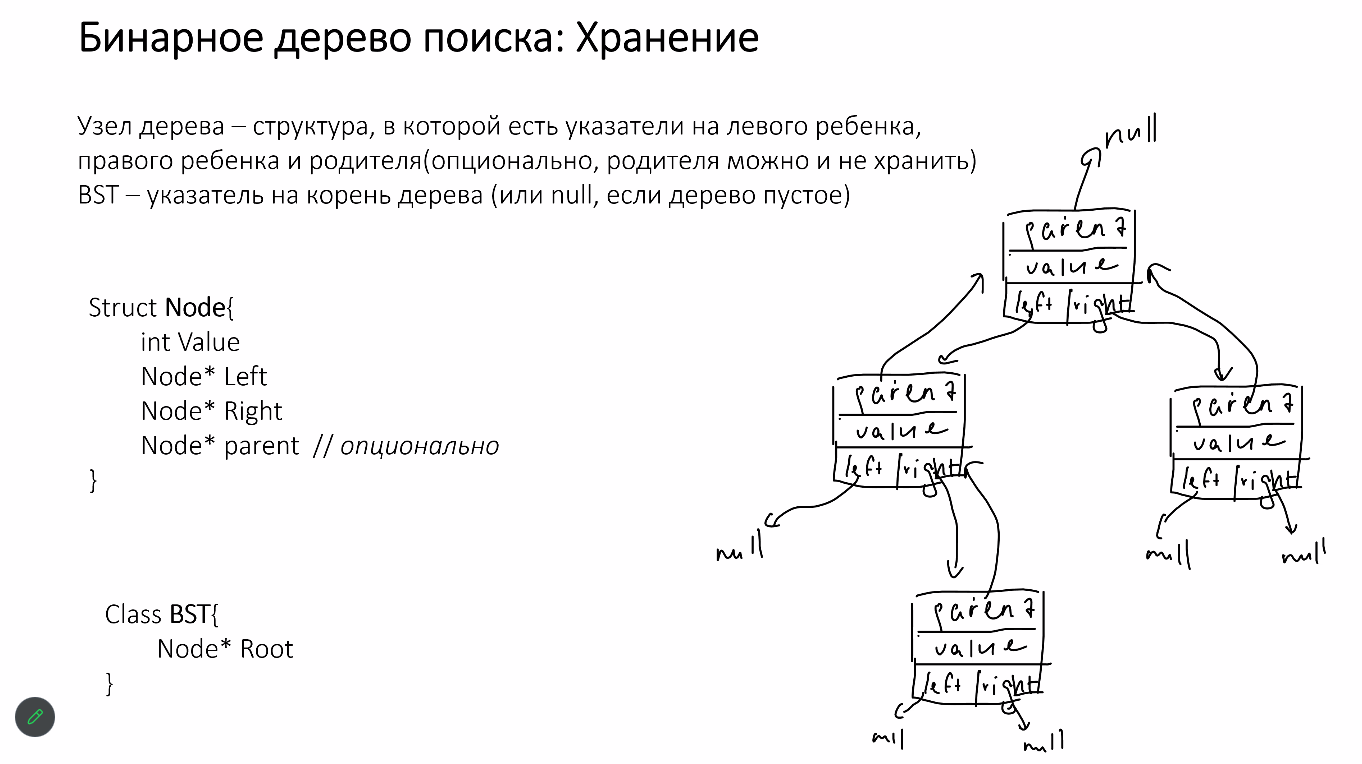 Бинарное дерево поиска: Хранение
Узел дерева – структура, в которой есть указатели на левого ребенка,
правого ребенка и родителя(опционально, родителя можно и не хранить)
BST – указатель на корень дерева (или null, если дерево пустое)
Struct Node{
int Value
Node* Left
Node* Right
Node* parent // опционально
}
Class BST{
Node* Root
}
null
parent
value
left / right
parent
value
left / right
null
parent
value
left / right
null
null
parent
value
left / right
null
null